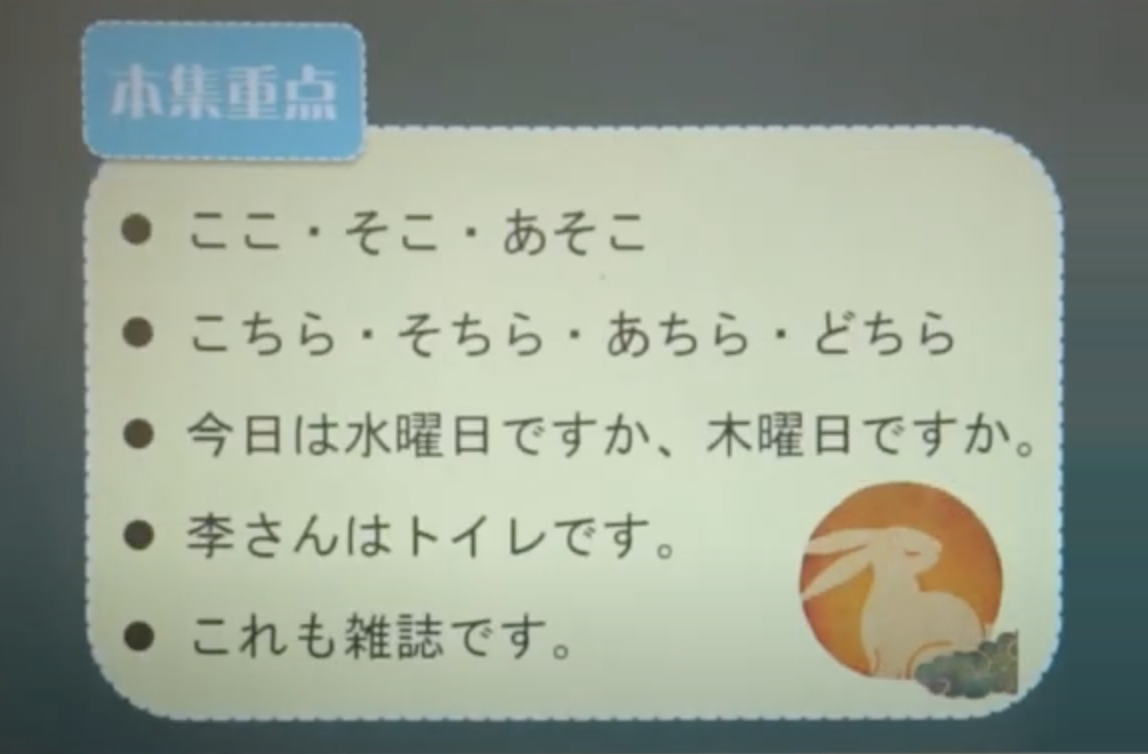 本集重点
● ここ・そこ・あそこ
● こちら・そちら・あちら・どちら
● 今日は水曜日ですか、木曜日ですか。
● 李さんはトイレです。
● これも雑誌です。